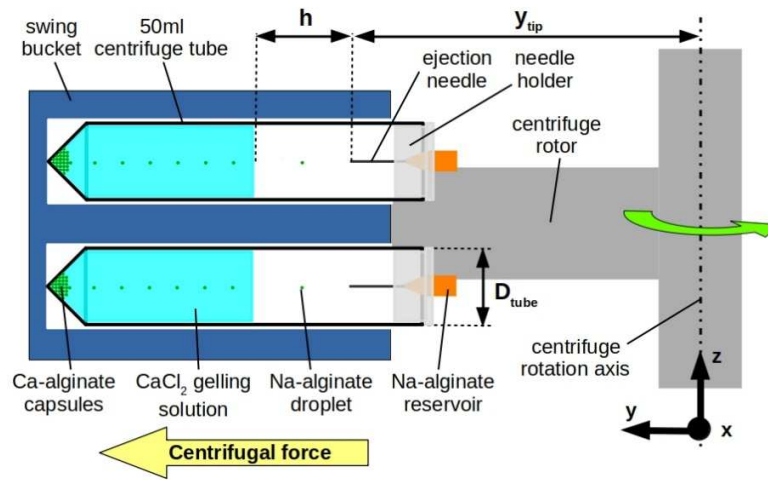 h
y_tip
swing
bucket
50ml
centrifuge tube
ejection
needle
needle
holder
centrifuge
rotor
D_tube
Ca-alginate
capsules
CaCl₂ gelling
solution
Na-alginate
droplet
Na-alginate
reservoir
centrifuge
rotation axis
z
y
x
Centrifugal force